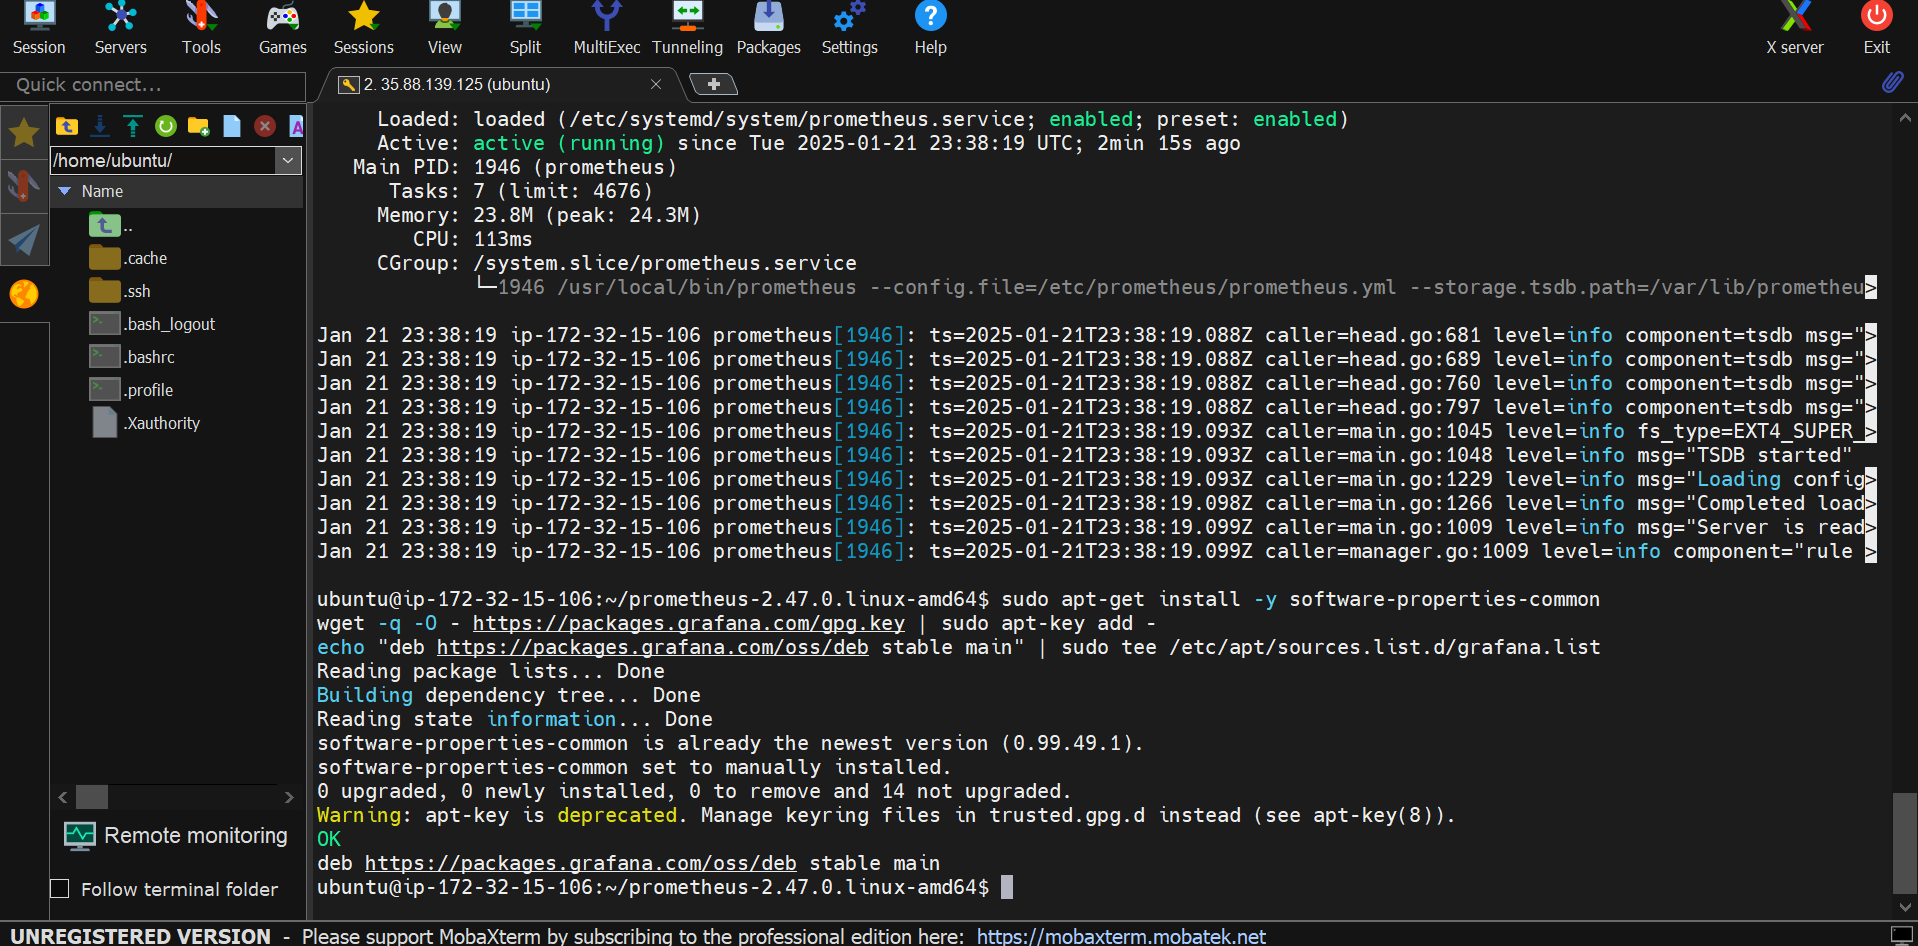 Session Servers Tools Games Sessions View Split MultiExec Tunneling Packages Settings Help X server Exit
Quick connect...
2. 35.88.139.125 (ubuntu)
/home/ubuntu/
Name
..
.cache
.ssh
.bash_logout
.bashrc
.profile
.Xauthority
Remote monitoring
Follow terminal folder
Loaded: loaded (/etc/systemd/system/prometheus.service; enabled; preset: enabled)
Active: active (running) since Tue 2025-01-21 23:38:19 UTC; 2min 15s ago
Main PID: 1946 (prometheus)
Tasks: 7 (limit: 4676)
Memory: 23.8M (peak: 24.3M)
CPU: 113ms
CGroup: /system.slice/prometheus.service
└─1946 /usr/local/bin/prometheus --config.file=/etc/prometheus/prometheus.yml --storage.tsdb.path=/var/lib/prometheu>
Jan 21 23:38:19 ip-172-32-15-106 prometheus[1946]: ts=2025-01-21T23:38:19.088Z caller=head.go:681 level=info component=tsdb msg=">
Jan 21 23:38:19 ip-172-32-15-106 prometheus[1946]: ts=2025-01-21T23:38:19.088Z caller=head.go:689 level=info component=tsdb msg=">
Jan 21 23:38:19 ip-172-32-15-106 prometheus[1946]: ts=2025-01-21T23:38:19.088Z caller=head.go:760 level=info component=tsdb msg=">
Jan 21 23:38:19 ip-172-32-15-106 prometheus[1946]: ts=2025-01-21T23:38:19.088Z caller=head.go:797 level=info component=tsdb msg=">
Jan 21 23:38:19 ip-172-32-15-106 prometheus[1946]: ts=2025-01-21T23:38:19.093Z caller=main.go:1045 level=info fs_type=EXT4_SUPER_>
Jan 21 23:38:19 ip-172-32-15-106 prometheus[1946]: ts=2025-01-21T23:38:19.093Z caller=main.go:1048 level=info msg="TSDB started"
Jan 21 23:38:19 ip-172-32-15-106 prometheus[1946]: ts=2025-01-21T23:38:19.093Z caller=main.go:1229 level=info msg="Loading config>
Jan 21 23:38:19 ip-172-32-15-106 prometheus[1946]: ts=2025-01-21T23:38:19.098Z caller=main.go:1266 level=info msg="Completed load>
Jan 21 23:38:19 ip-172-32-15-106 prometheus[1946]: ts=2025-01-21T23:38:19.099Z caller=main.go:1009 level=info msg="Server is read>
Jan 21 23:38:19 ip-172-32-15-106 prometheus[1946]: ts=2025-01-21T23:38:19.099Z caller=manager.go:1009 level=info component="rule >
ubuntu@ip-172-32-15-106:~/prometheus-2.47.0.linux-amd64$ sudo apt-get install -y software-properties-common
wget -q -O - https://packages.grafana.com/gpg.key | sudo apt-key add -
echo "deb https://packages.grafana.com/oss/deb stable main" | sudo tee /etc/apt/sources.list.d/grafana.list
Reading package lists... Done
Building dependency tree... Done
Reading state information... Done
software-properties-common is already the newest version (0.99.49.1).
software-properties-common set to manually installed.
0 upgraded, 0 newly installed, 0 to remove and 14 not upgraded.
Warning: apt-key is deprecated. Manage keyring files in trusted.gpg.d instead (see apt-key(8)).
OK
deb https://packages.grafana.com/oss/deb stable main
ubuntu@ip-172-32-15-106:~/prometheus-2.47.0.linux-amd64$
UNREGISTERED VERSION - Please support MobaXterm by subscribing to the professional edition here: https://mobaxterm.mobatek.net